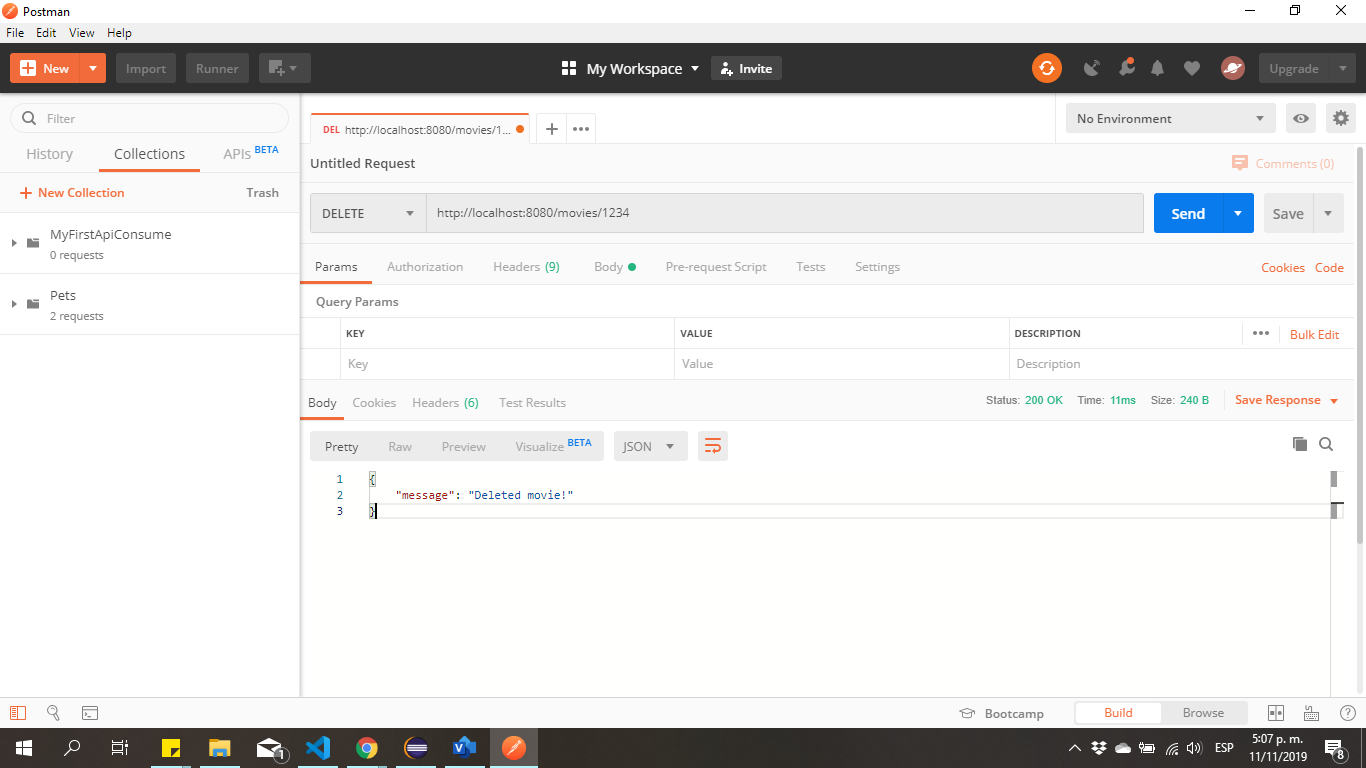 Postman
File Edit View Help
New Import Runner My Workspace Invite Upgrade
Filter
History Collections APIs BETA
New Collection Trash
MyFirstApiConsume
0 requests
Pets
2 requests
DEL http://localhost:8080/movies/1...
No Environment
Untitled Request Comments (0)
DELETE http://localhost:8080/movies/1234 Send Save
Params Authorization Headers (9) Body Pre-request Script Tests Settings Cookies Code
Query Params
KEY VALUE DESCRIPTION Bulk Edit
Key Value Description
Body Cookies Headers (6) Test Results Status: 200 OK Time: 11ms Size: 240 B Save Response
Pretty Raw Preview Visualize BETA JSON
1 {
2 "message": "Deleted movie!"
3 }
Bootcamp Build Browse
1 ESP 5:07 p. m. 8
11/11/2019